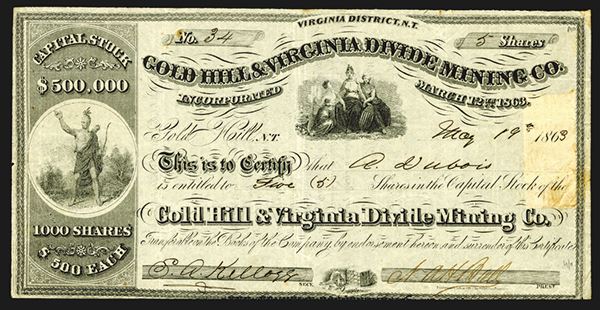 VIRGINIA DISTRICT, N.T.
No. 34
5 Shares
GOLD HILL & VIRGINIA DIVIDE MINING CO.
INCORPORATED MARCH 12TH 1863.
CAPITAL STOCK
$500,000
1000 SHARES
$500 EACH
Gold Hill, N.T. May 19th 1863
This is to Certify that A. Dubois
is entitled to Five (5) Shares in the Capital Stock of the
Gold Hill & Virginia Divide Mining Co.
Transferable on the Books of the Company, by endorsement hereon and surrender of this Certificate
E. A. Kellogg SECY.
PREST.